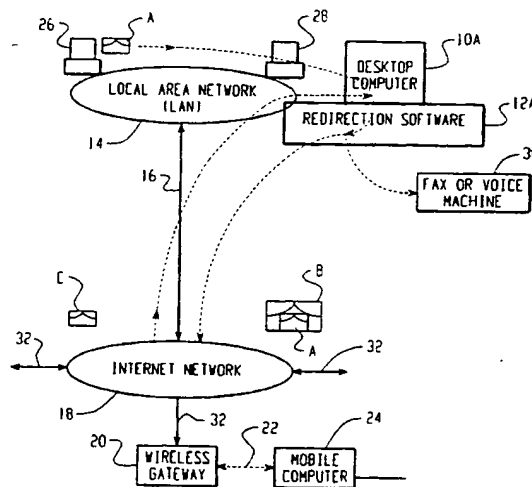 26
A
28
10A
DESKTOP
COMPUTER
LOCAL AREA NETWORK
(LAN)
REDIRECTION SOFTWARE
12A
14
16
FAX OR VOICE
MACHINE
C
B
A
32
32
INTERNET NETWORK
18
32
20
22
24
WIRELESS
GATEWAY
MOBILE
COMPUTER